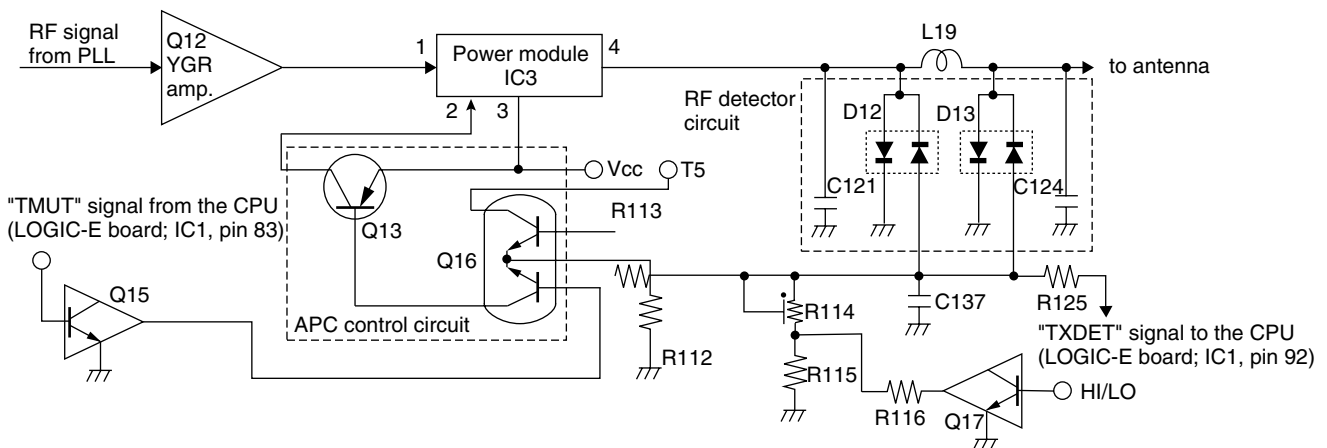 RF signal
from PLL
Q12
YGR
amp.
1
Power module
IC3
4
2
3
L19
to antenna
RF detector
circuit
D12
D13
C121
C124
Vcc
T5
"TMUT" signal from the CPU
(LOGIC-E board; IC1, pin 83)
Q13
R113
Q16
Q15
APC control circuit
R112
R114
C137
R125
R115
R116
"TXDET" signal to the CPU
(LOGIC-E board; IC1, pin 92)
HI/LO
Q17